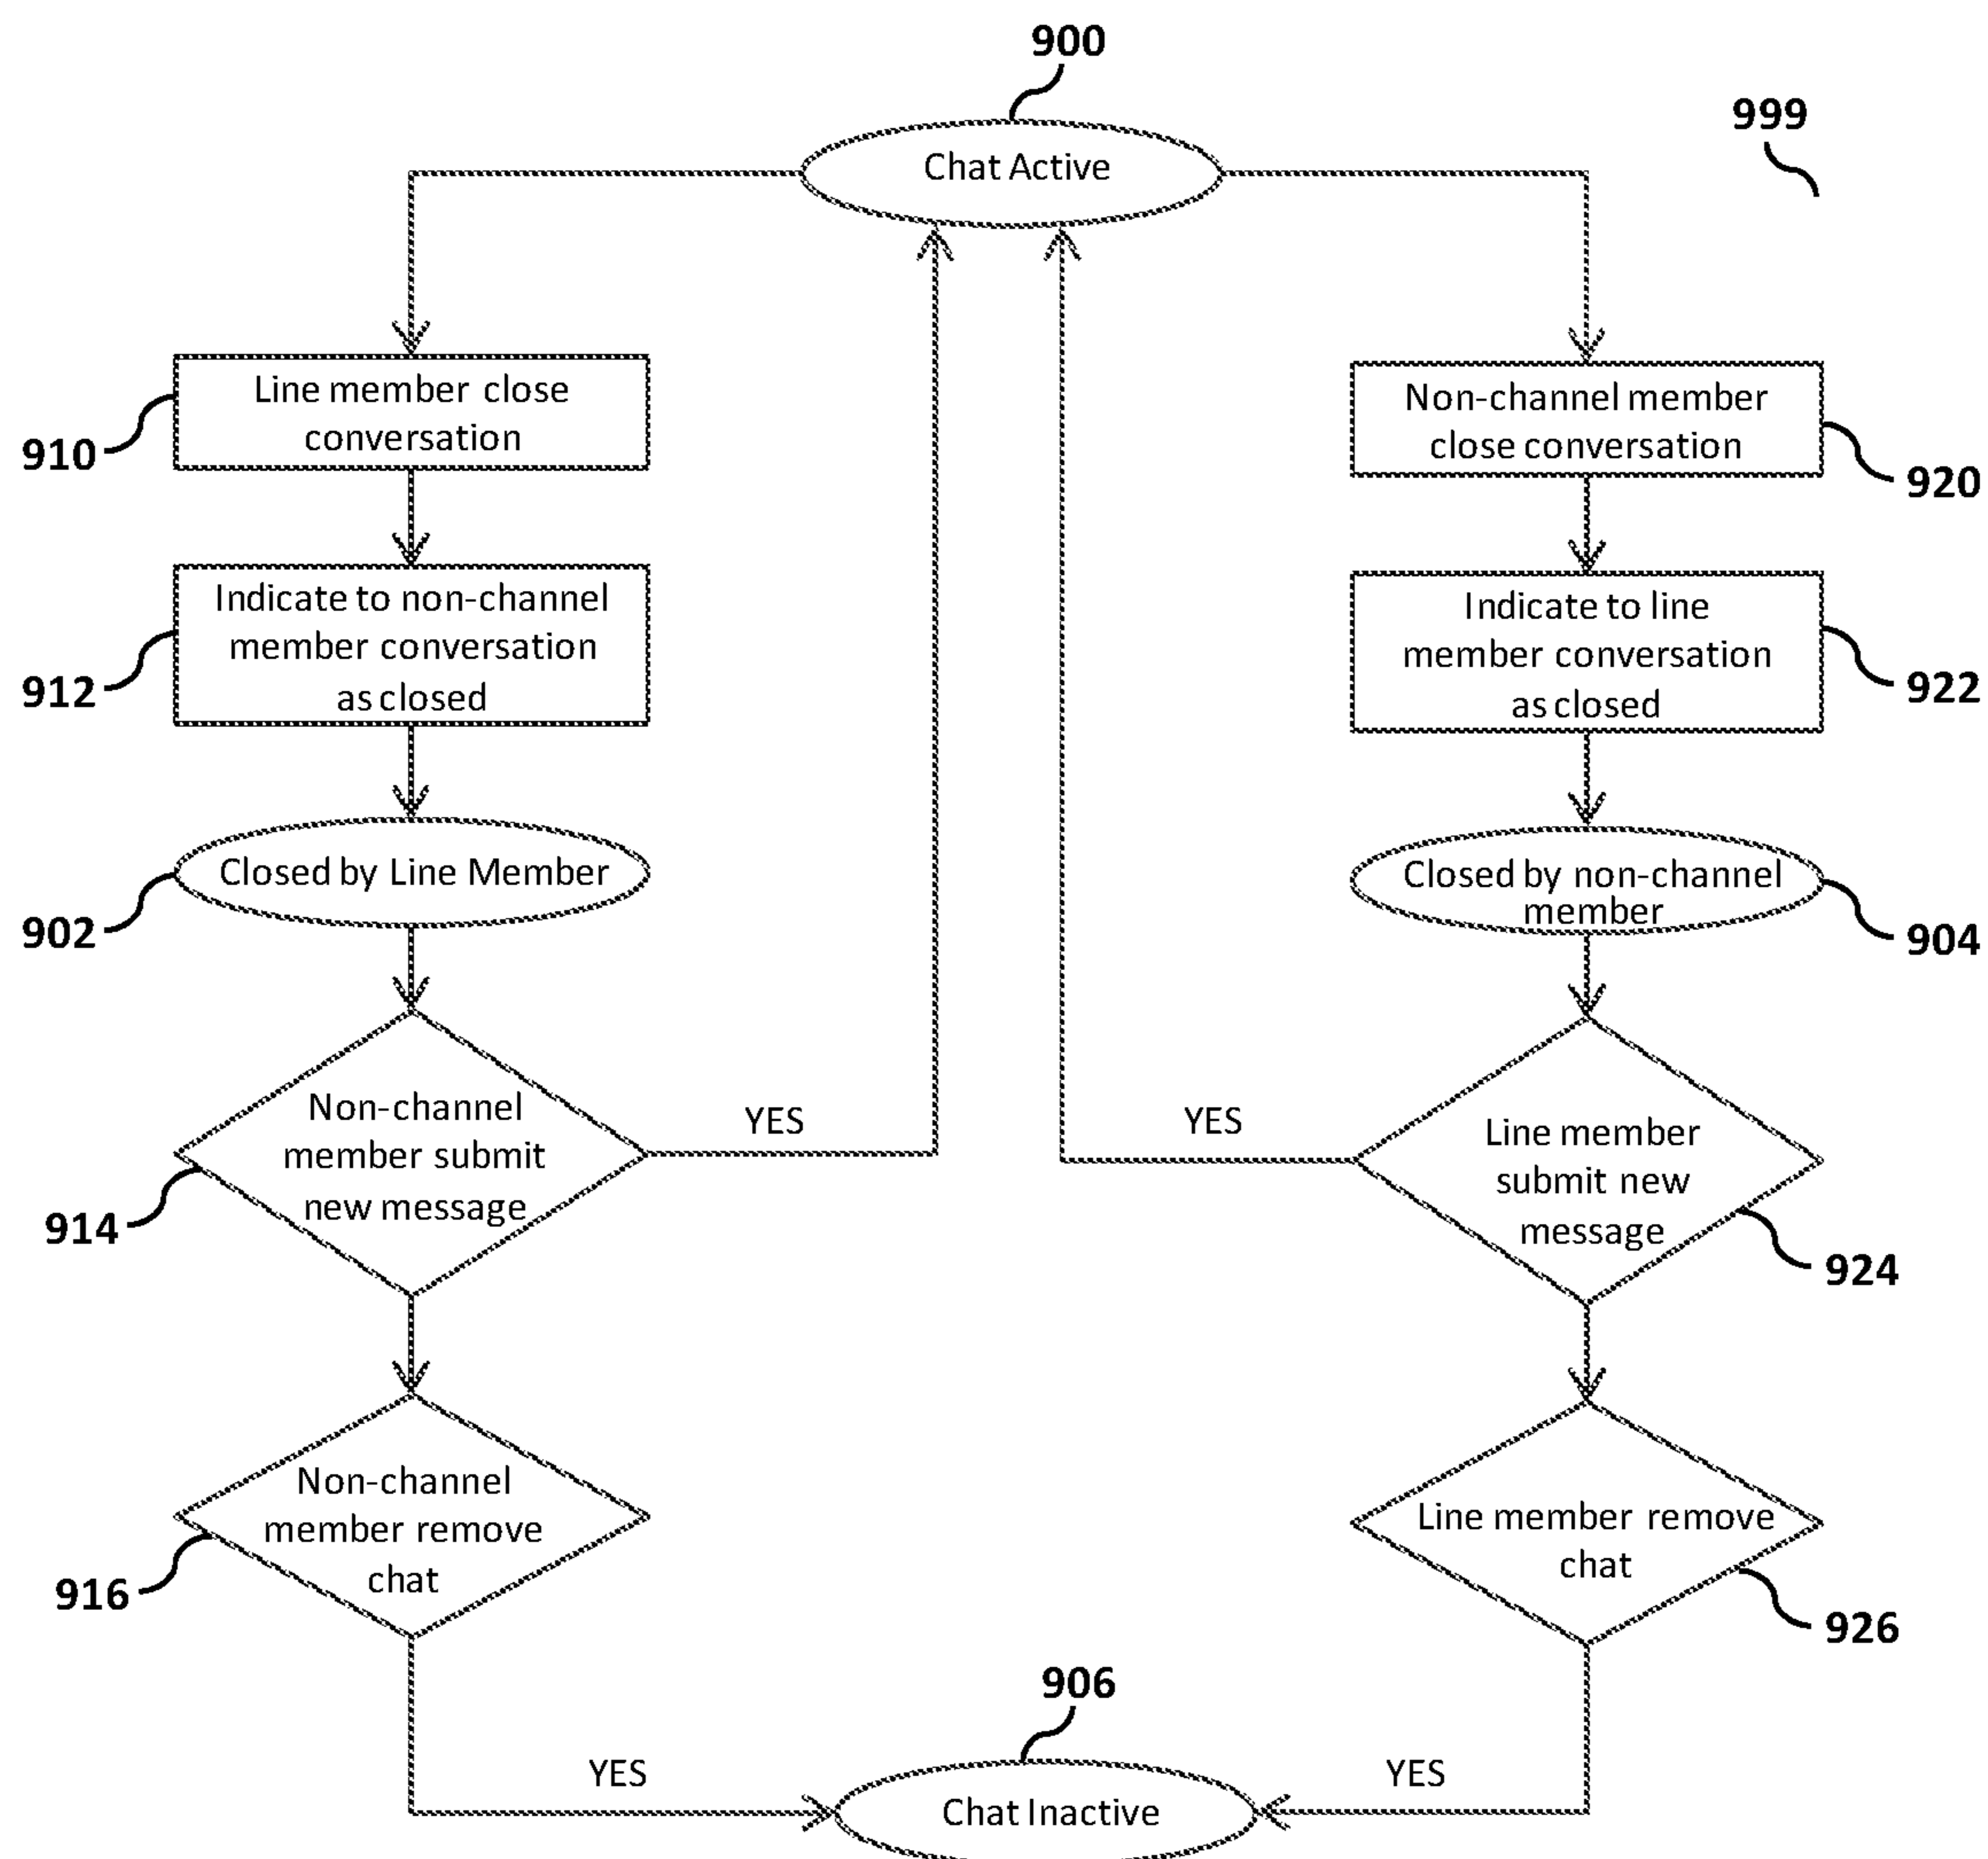 900
999
Chat Active
Line member close
conversation
910
Non-channel member
close conversation
920
Indicate to non-channel
member conversation
as closed
912
Indicate to line
member conversation
as closed
922
Closed by Line Member
902
Closed by non-channel
member
904
Non-channel
member submit
new message
914
YES
YES
Line member
submit new
message
924
Non-channel
member remove
chat
916
Line member remove
chat
926
906
YES
YES
Chat Inactive